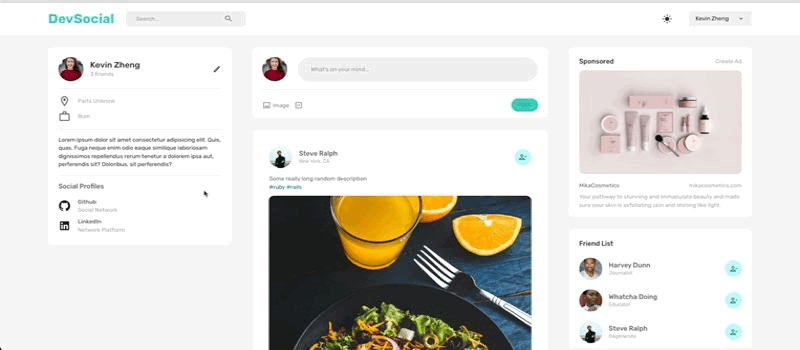 DevSocial
Search...
Kevin Zheng
Kevin Zheng
3 friends
Parts Unknow
Bum
Lorem ipsum dolor sit amet consectetur adipisicing elit. Quis,
quas. Fuga neque enim odio eaque similique laboriosam
dignissimos repellendus rerum tenetur a dolorem ipsa aut,
perferendis sit? Doloribus, sit perferendis?
Social Profiles
Github
Social Network
LinkedIn
Network Platform
What's on your mind...
Image
POST
Steve Ralph
New York, CA
Some really long random description
#ruby #rails
Sponsored
Create Ad
MikaCosmetics
mikacosmetics.com
Your pathway to stunning and immaculate beauty and made
sure your skin is exfoliating skin and shining like light.
Friend List
Harvey Dunn
Journalist
Whatcha Doing
Educator
Steve Ralph
Degenerate